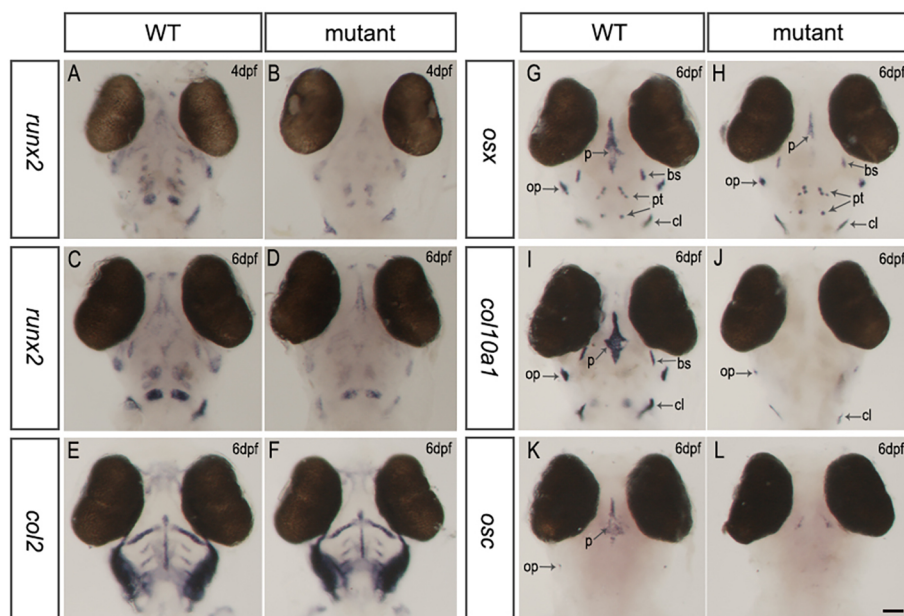 WT mutant WT mutant
runx2
A 4dpf B 4dpf
osx
G 6dpf H 6dpf
p p
op bs op bs
pt pt
cl cl
runx2
C 6dpf D 6dpf
col10a1
I 6dpf J 6dpf
p
op bs op
cl cl
col2
E 6dpf F 6dpf
osc
K 6dpf L 6dpf
p
op